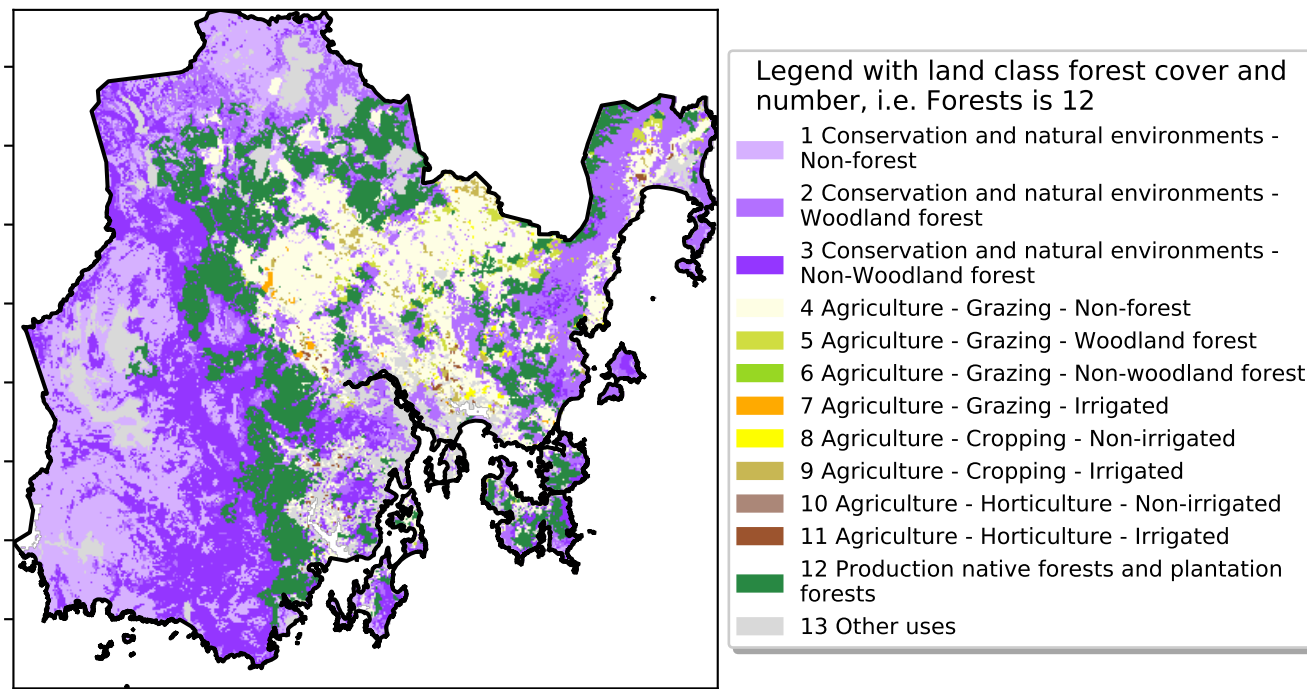 Legend with land class forest cover and
number, i.e. Forests is 12
1 Conservation and natural environments -
Non-forest
2 Conservation and natural environments -
Woodland forest
3 Conservation and natural environments -
Non-Woodland forest
4 Agriculture - Grazing - Non-forest
5 Agriculture - Grazing - Woodland forest
6 Agriculture - Grazing - Non-woodland forest
7 Agriculture - Grazing - Irrigated
8 Agriculture - Cropping - Non-irrigated
9 Agriculture - Cropping - Irrigated
10 Agriculture - Horticulture - Non-irrigated
11 Agriculture - Horticulture - Irrigated
12 Production native forests and plantation
forests
13 Other uses